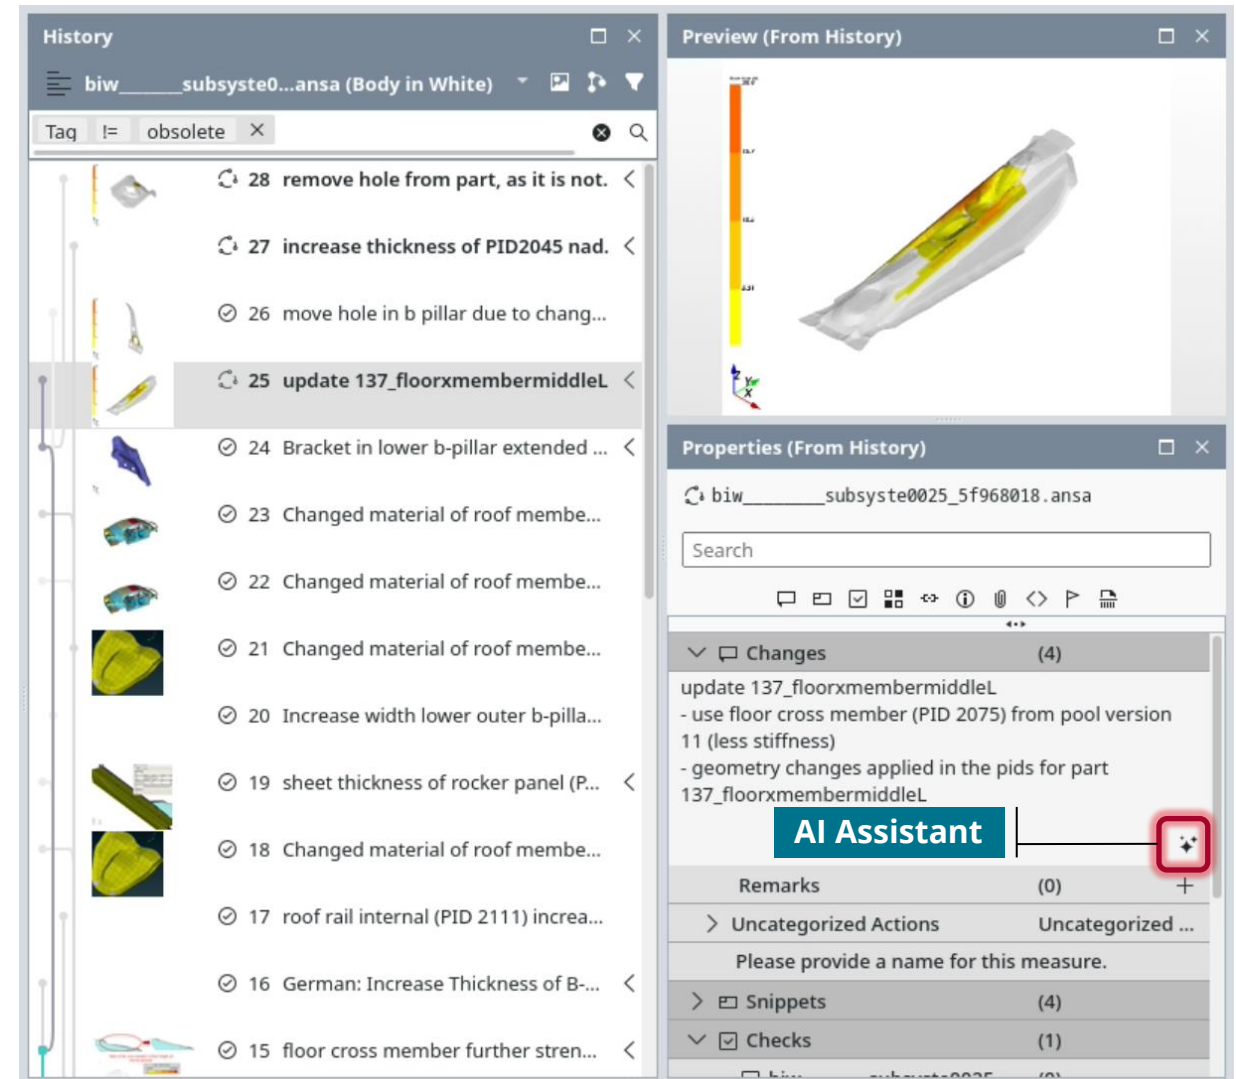 History
biw______subsyste0...ansa (Body in White)
Tag != obsolete
28 remove hole from part, as it is not.
27 increase thickness of PID2045 nad.
26 move hole in b pillar due to chang...
25 update 137_floorxmembermiddleL
24 Bracket in lower b-pillar extended ...
23 Changed material of roof membe...
22 Changed material of roof membe...
21 Changed material of roof membe...
20 Increase width lower outer b-pilla...
19 sheet thickness of rocker panel (P...
18 Changed material of roof membe...
17 roof rail internal (PID 2111) increa...
16 German: Increase Thickness of B-...
15 floor cross member further stren...
Preview (From History)
Z
Y
X
Properties (From History)
biw________subsyste0025_5f968018.ansa
Search
Changes (4)
update 137_floorxmembermiddleL
- use floor cross member (PID 2075) from pool version
11 (less stiffness)
- geometry changes applied in the pids for part
137_floorxmembermiddleL
AI Assistant
Remarks (0)
Uncategorized Actions Uncategorized ...
Please provide a name for this measure.
Snippets (4)
Checks (1)